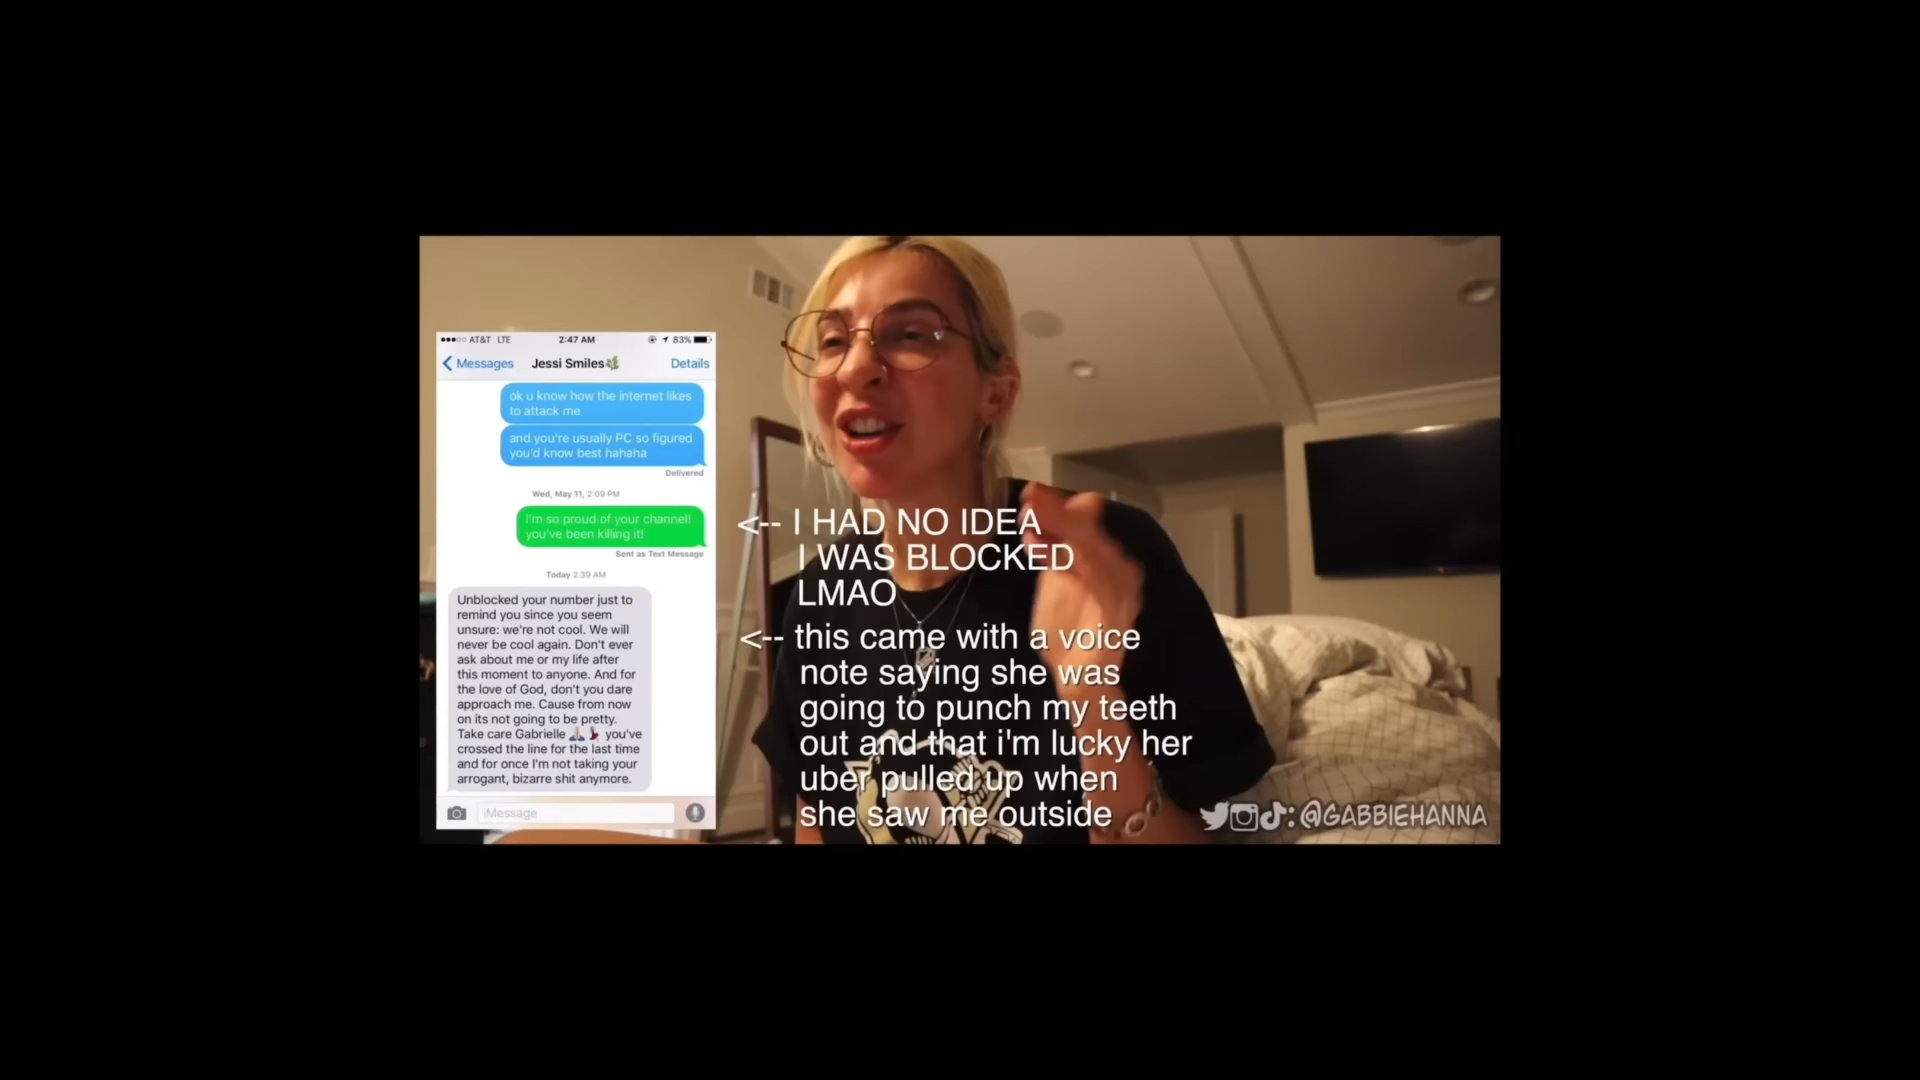 AT&T LTE
2:47 AM
83%
Messages
Jessi Smiles
Details
ok u know how the internet likes
to attack me
and you're usually PC so figured
you'd know best hahaha
Delivered
Wed, May 11, 2:09 PM
I'm so proud of your channel!
you've been killing it!
Sent as Text Message
Today 2:39 AM
Unblocked your number just to
remind you since you seem
unsure: we're not cool. We will
never be cool again. Don't ever
ask about me or my life after
this moment to anyone. And for
the love of God, don't you dare
approach me. Cause from now
on its not going to be pretty.
Take care Gabrielle 🙏💃 you've
crossed the line for the last time
and for once I'm not taking your
arrogant, bizarre shit anymore.
iMessage
<-- I HAD NO IDEA
I WAS BLOCKED
LMAO
<-- this came with a voice
note saying she was
going to punch my teeth
out and that i'm lucky her
uber pulled up when
she saw me outside
: @GABBIEHANNA